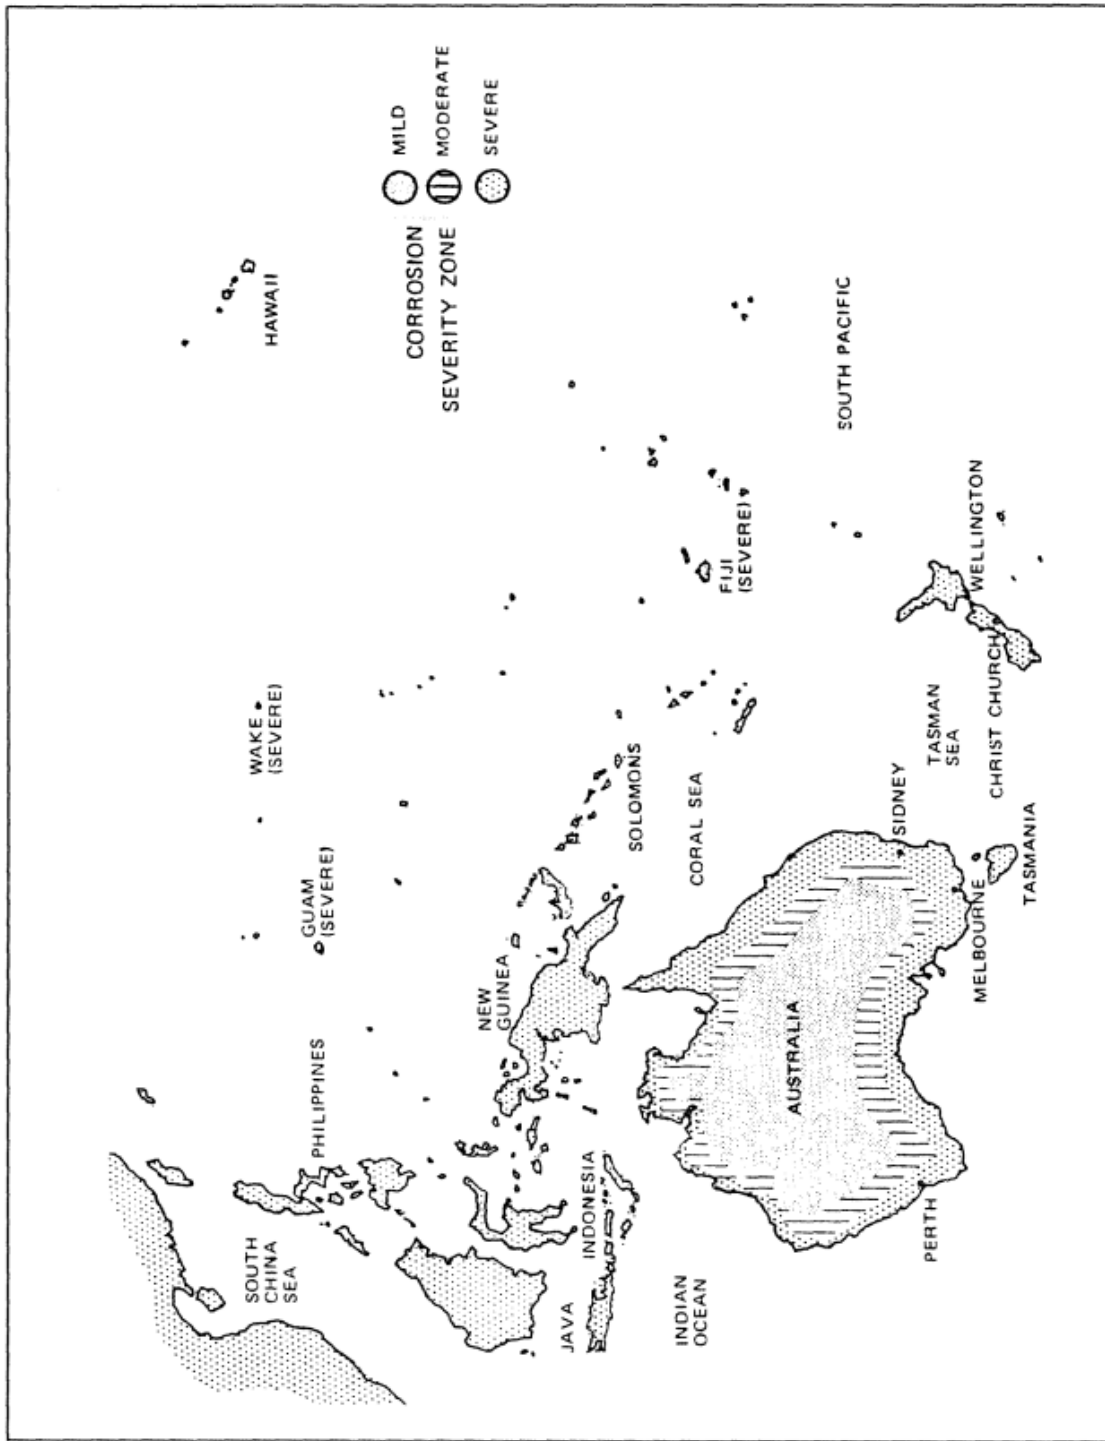 HAWAII
CORROSION
SEVERITY ZONE
MILD
MODERATE
SEVERE
WAKE
(SEVERE)
GUAM
(SEVERE)
PHILIPPINES
SOUTH
CHINA
SEA
NEW
GUINEA
SOLOMONS
CORAL SEA
FIJI
(SEVERE)
SOUTH PACIFIC
INDONESIA
JAVA
INDIAN
OCEAN
AUSTRALIA
PERTH
MELBOURNE
SIDNEY
TASMANIA
TASMAN
SEA
CHRIST CHURCH
WELLINGTON